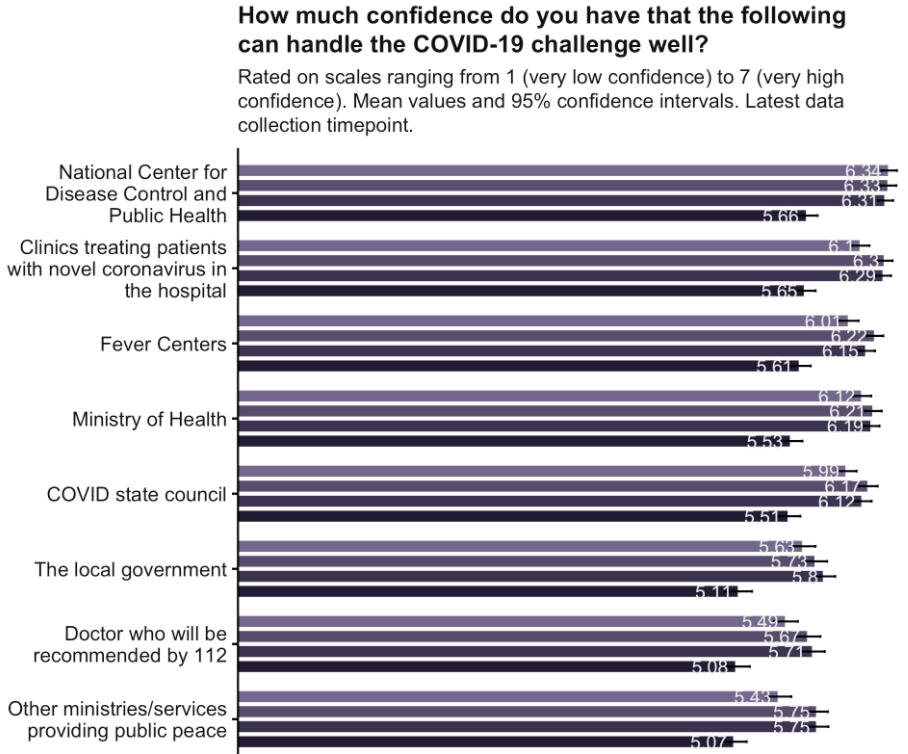 How much confidence do you have that the following
can handle the COVID-19 challenge well?
Rated on scales ranging from 1 (very low confidence) to 7 (very high
confidence). Mean values and 95% confidence intervals. Latest data
collection timepoint.
National Center for
Disease Control and
Public Health
6.34
6.33
6.31
5.66
Clinics treating patients
with novel coronavirus in
the hospital
6.1
6.3
6.29
5.65
Fever Centers
6.01
6.22
6.15
5.61
Ministry of Health
6.12
6.21
6.19
5.53
COVID state council
5.99
6.17
6.12
5.51
The local government
5.63
5.73
5.8
5.11
Doctor who will be
recommended by 112
5.49
5.67
5.71
5.08
Other ministries/services
providing public peace
5.43
5.75
5.75
5.07